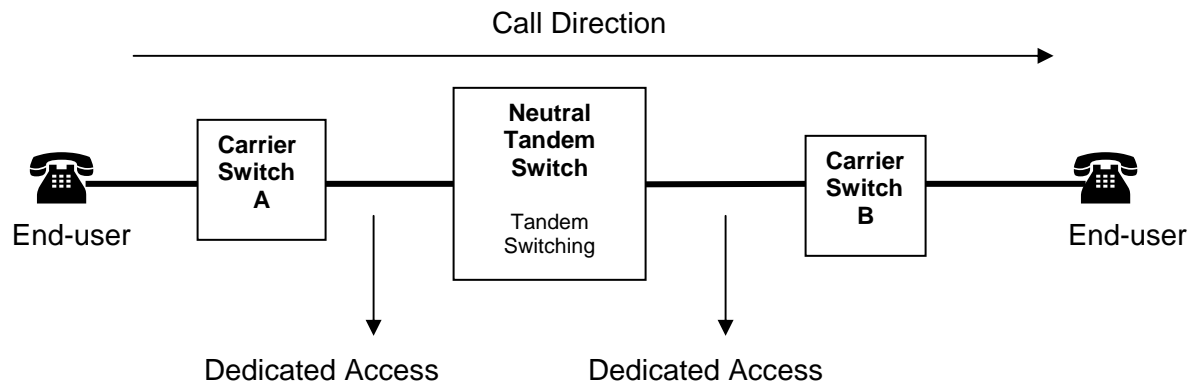 Call Direction
Carrier
Switch
A
Neutral
Tandem
Switch
Tandem
Switching
Carrier
Switch
B
End-user
End-user
Dedicated Access
Dedicated Access